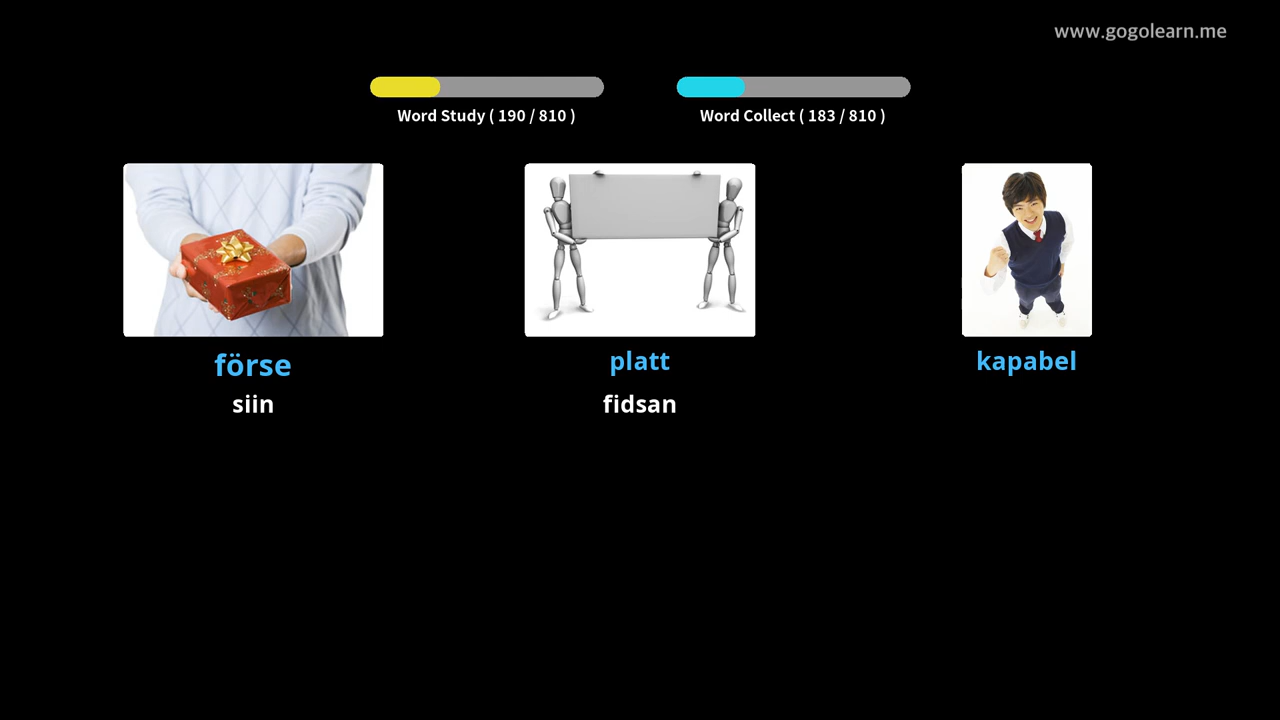 www.gogolearn.me
Word Study ( 190 / 810 )
Word Collect ( 183 / 810 )
förse
siin
platt
fidsan
kapabel